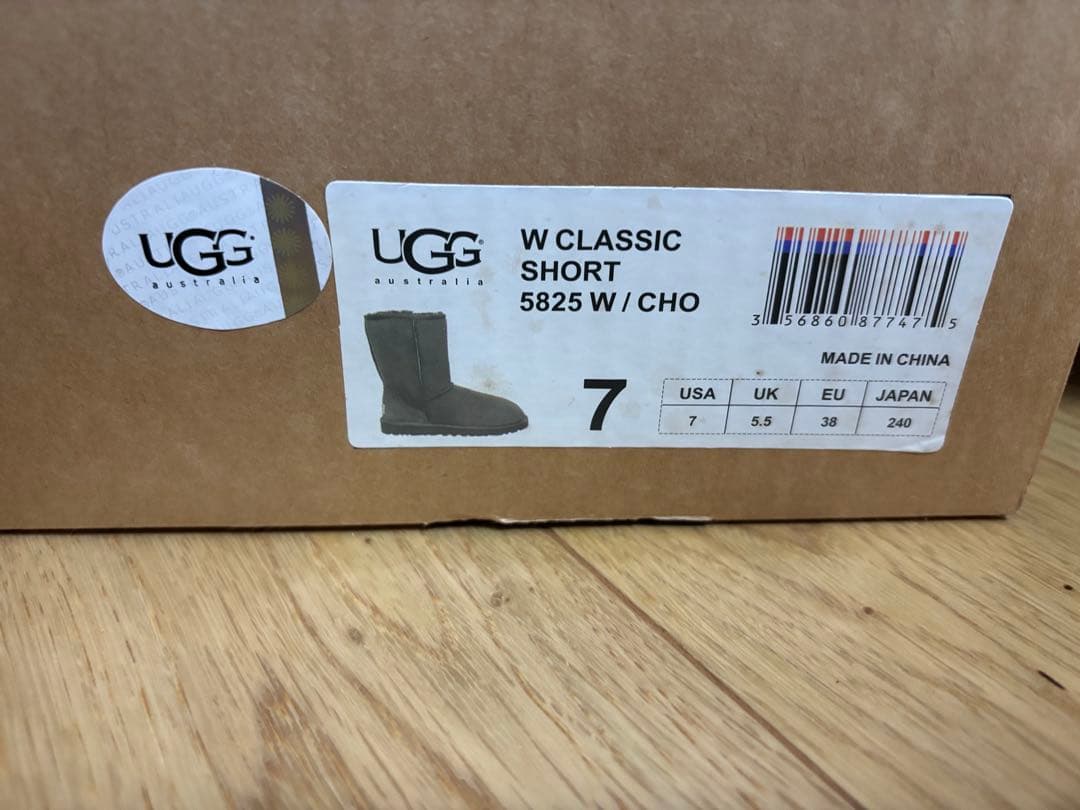 UGG
australia
UGG
australia
W CLASSIC
SHORT
5825 W / CHO
3 56860 87747 5
MADE IN CHINA
7
USA UK EU JAPAN
7 5.5 38 240